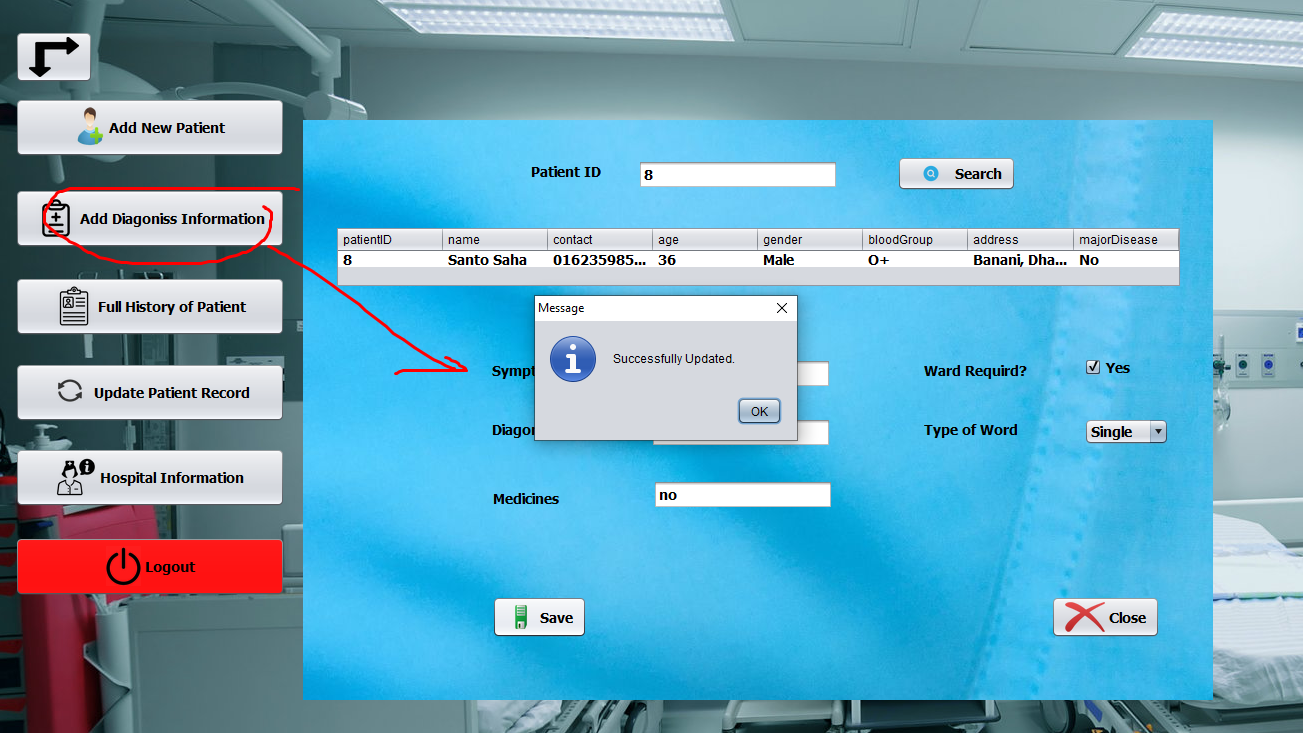 Add New Patient
Add Diagoniss Information
Full History of Patient
Update Patient Record
Hospital Information
Logout
Patient ID 8 Search
patientID name contact age gender bloodGroup address majorDisease
8 Santo Saha 016235985... 36 Male O+ Banani, Dha... No
Message
Successfully Updated.
OK
Ward Requird? Yes
Type of Word Single
Medicines no
Save Close